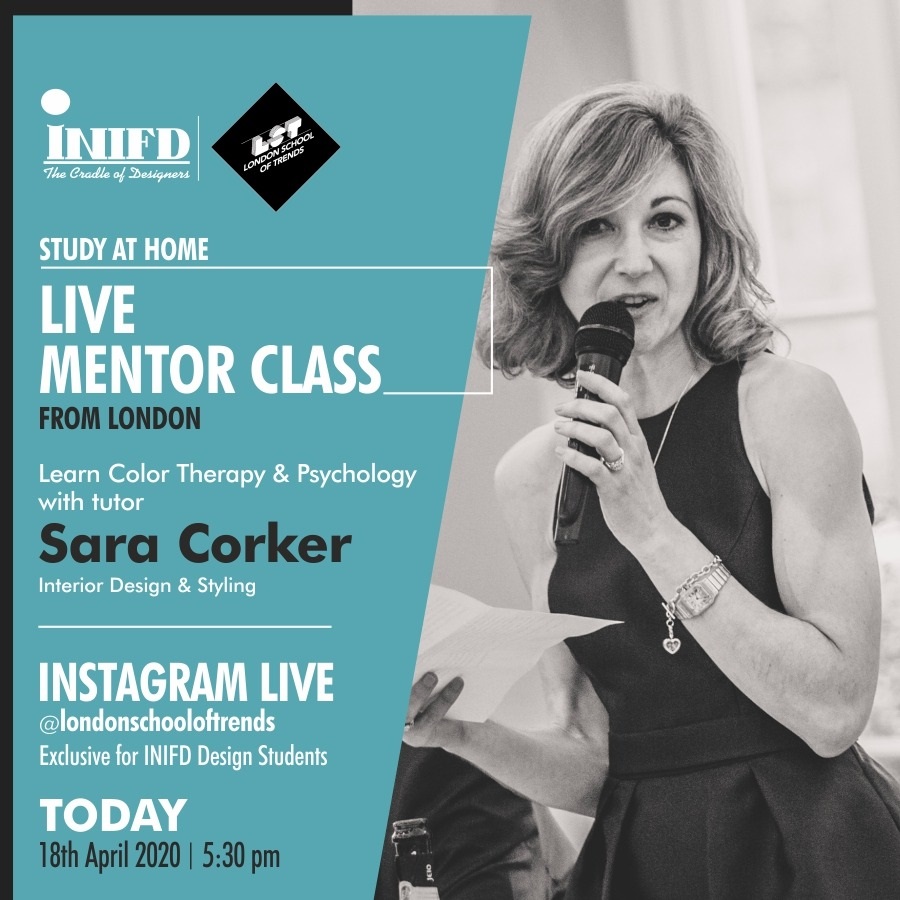 INIFD
The Cradle of Designers
LST
LONDON SCHOOL
OF TRENDS
STUDY AT HOME
LIVE
MENTOR CLASS
FROM LONDON
Learn Color Therapy & Psychology
with tutor
Sara Corker
Interior Design & Styling
INSTAGRAM LIVE
@londonschooloftrends
Exclusive for INIFD Design Students
TODAY
18th April 2020 | 5:30 pm
JEIO